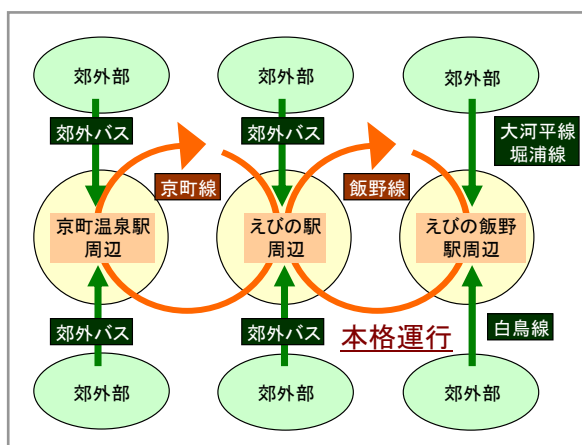 郊外部
郊外部
郊外部
郊外バス
郊外バス
大河平線
堀浦線
京町線
飯野線
京町温泉駅
周辺
えびの駅
周辺
えびの飯野
駅周辺
郊外バス
郊外バス
本格運行
白鳥線
郊外部
郊外部
郊外部